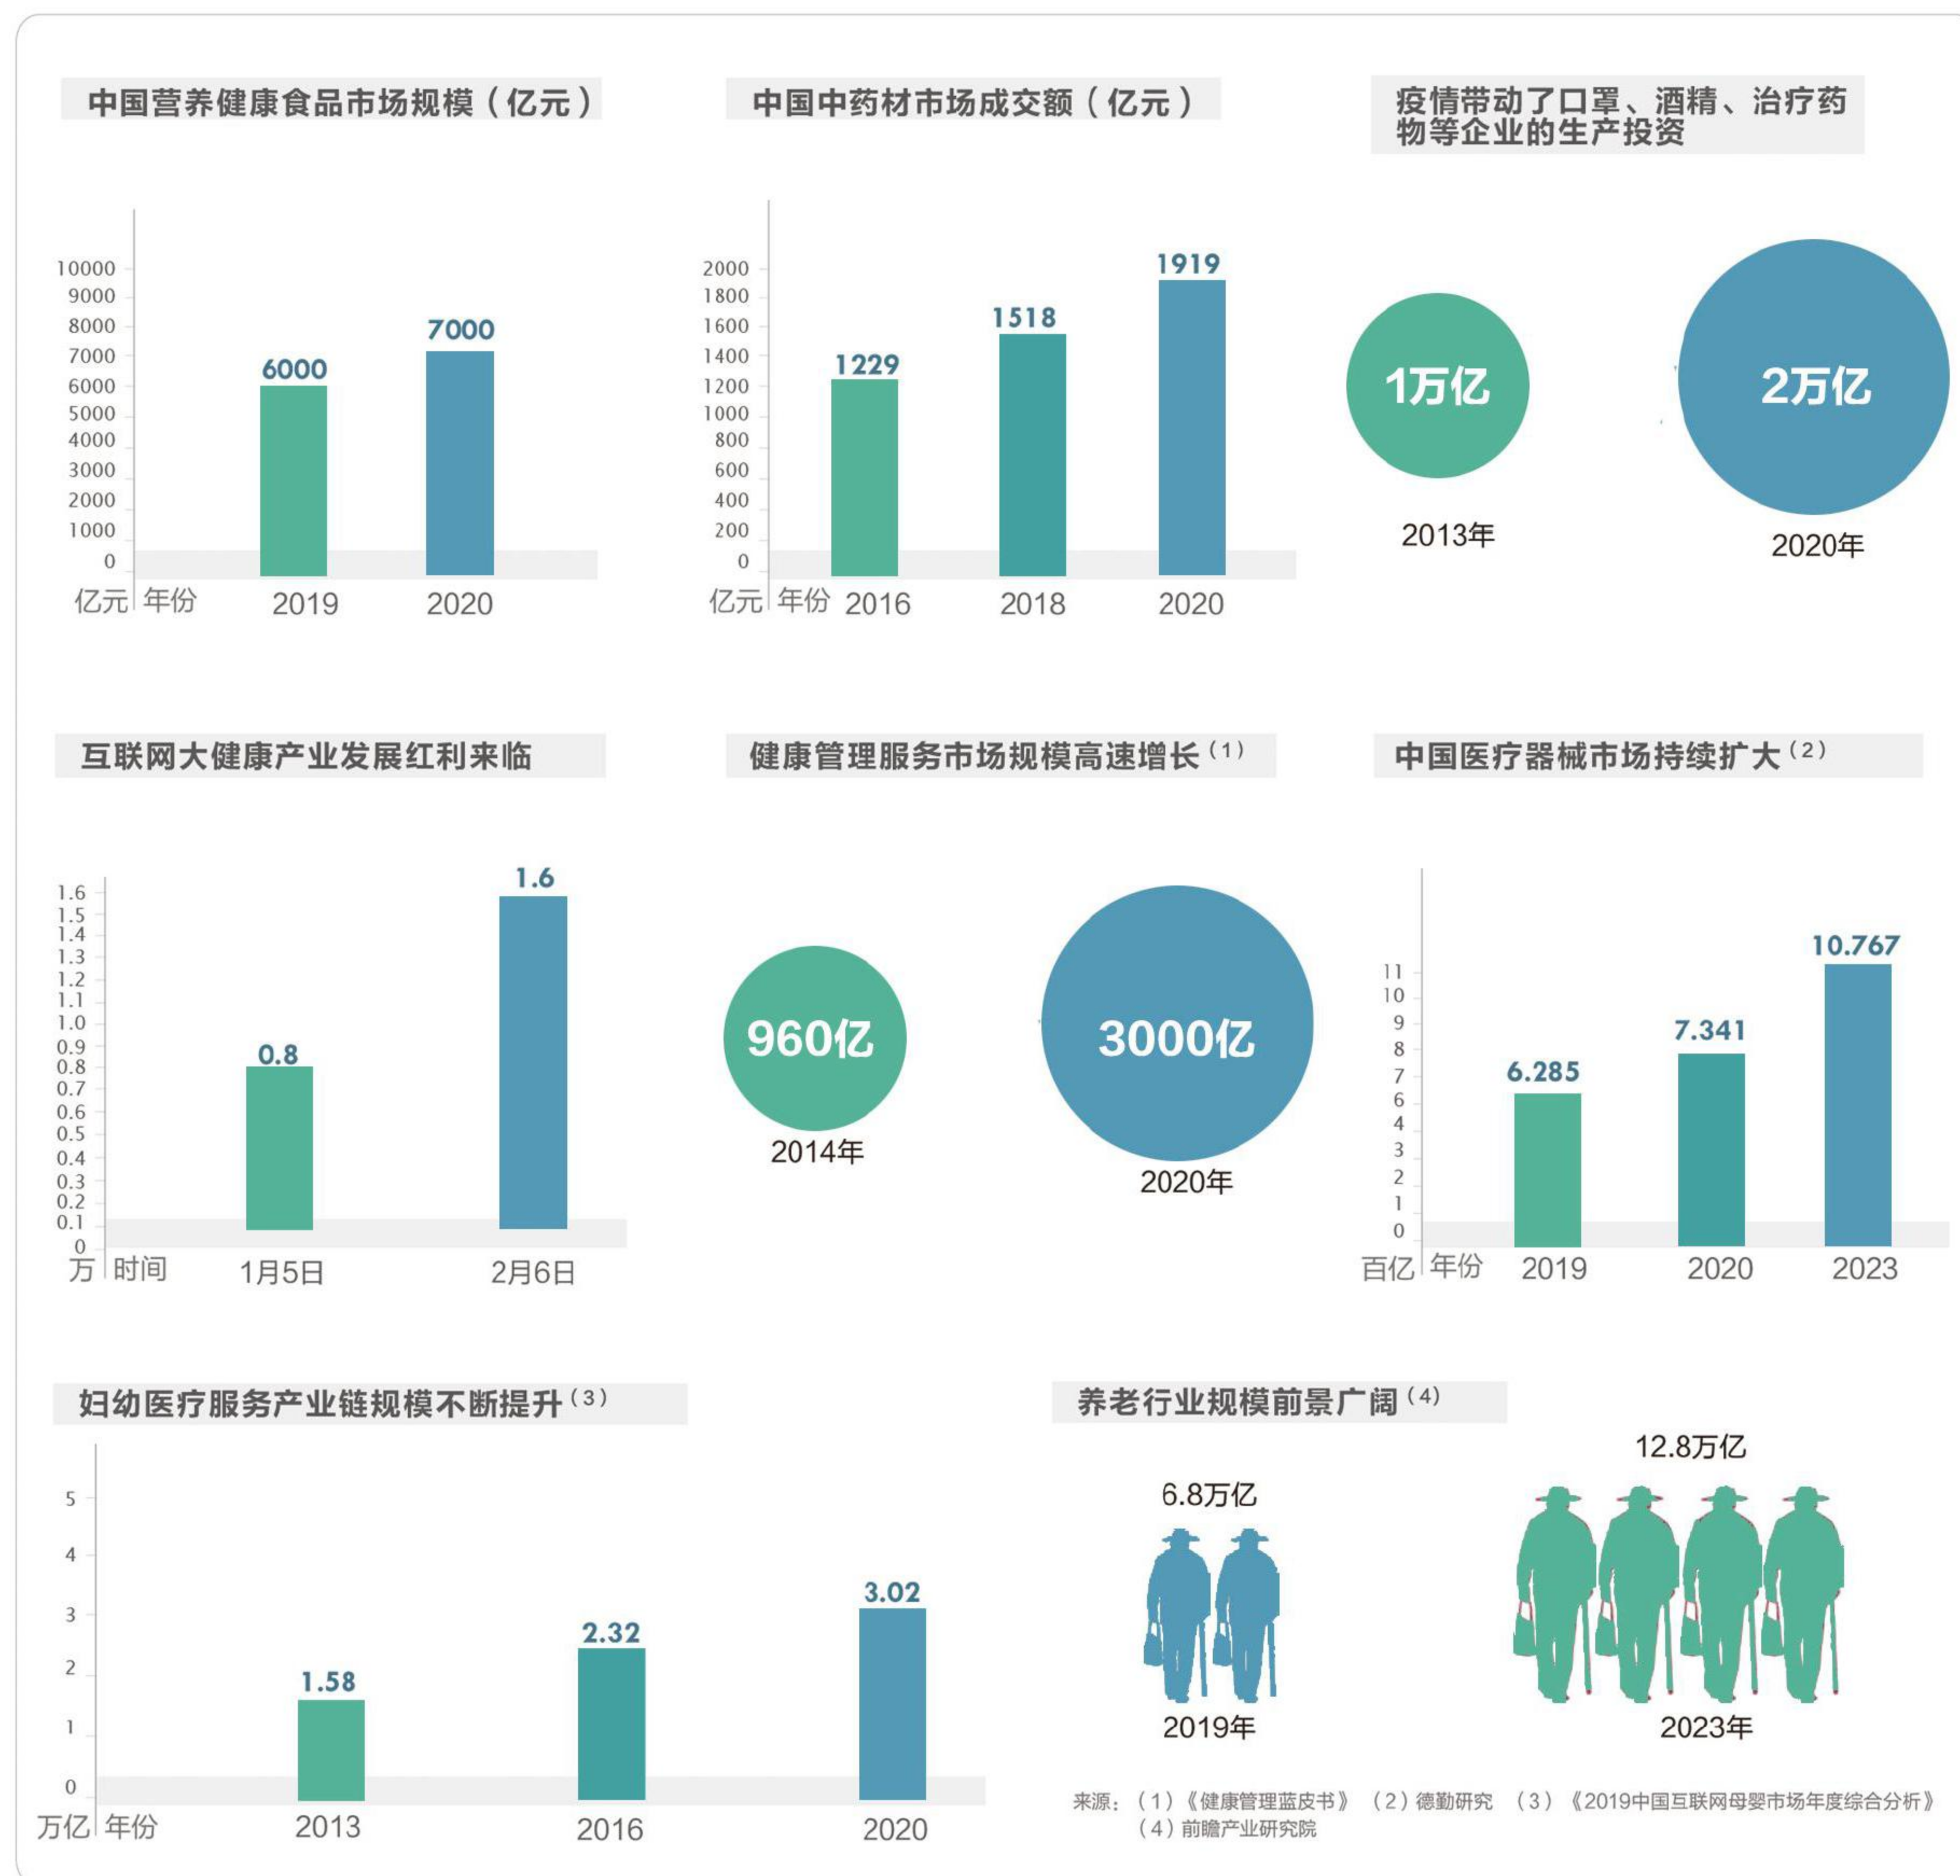 中国营养健康食品市场规模（亿元）
10000
9000
8000
7000
6000
5000
4000
3000
2000
1000
0
6000
7000
亿元 年份 2019 2020
中国中药材市场成交额（亿元）
2000
1800
1600
1400
1200
1000
800
600
400
200
0
1229
1518
1919
亿元 年份 2016 2018 2020
疫情带动了口罩、酒精、治疗药
物等企业的生产投资
1万亿
2万亿
2013年
2020年
互联网大健康产业发展红利来临
1.6
1.5
1.4
1.3
1.2
1.1
1.0
0.9
0.8
0.7
0.6
0.5
0.4
0.3
0.2
0.1
0
0.8
1.6
万 时间 1月5日 2月6日
健康管理服务市场规模高速增长（1）
960亿
3000亿
2014年
2020年
中国医疗器械市场持续扩大（2）
11
10
9
8
7
6
4
3
2
1
0
6.285
7.341
10.767
百亿 年份 2019 2020 2023
妇幼医疗服务产业链规模不断提升（3）
5
4
3
2
1
0
1.58
2.32
3.02
万亿 年份 2013 2016 2020
养老行业规模前景广阔（4）
6.8万亿
12.8万亿
2019年
2023年
来源：（1）《健康管理蓝皮书》（2）德勤研究 （3）《2019中国互联网母婴市场年度综合分析》
（4）前瞻产业研究院